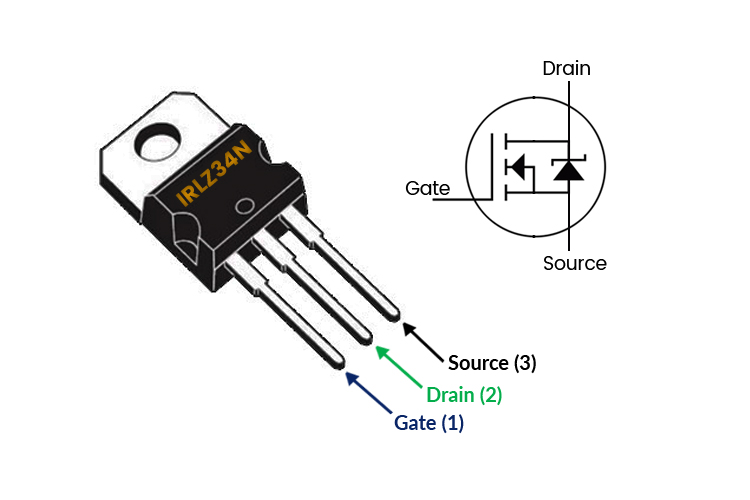 Drain
IRLZ34N
Gate
Source
Source (3)
Drain (2)
Gate (1)